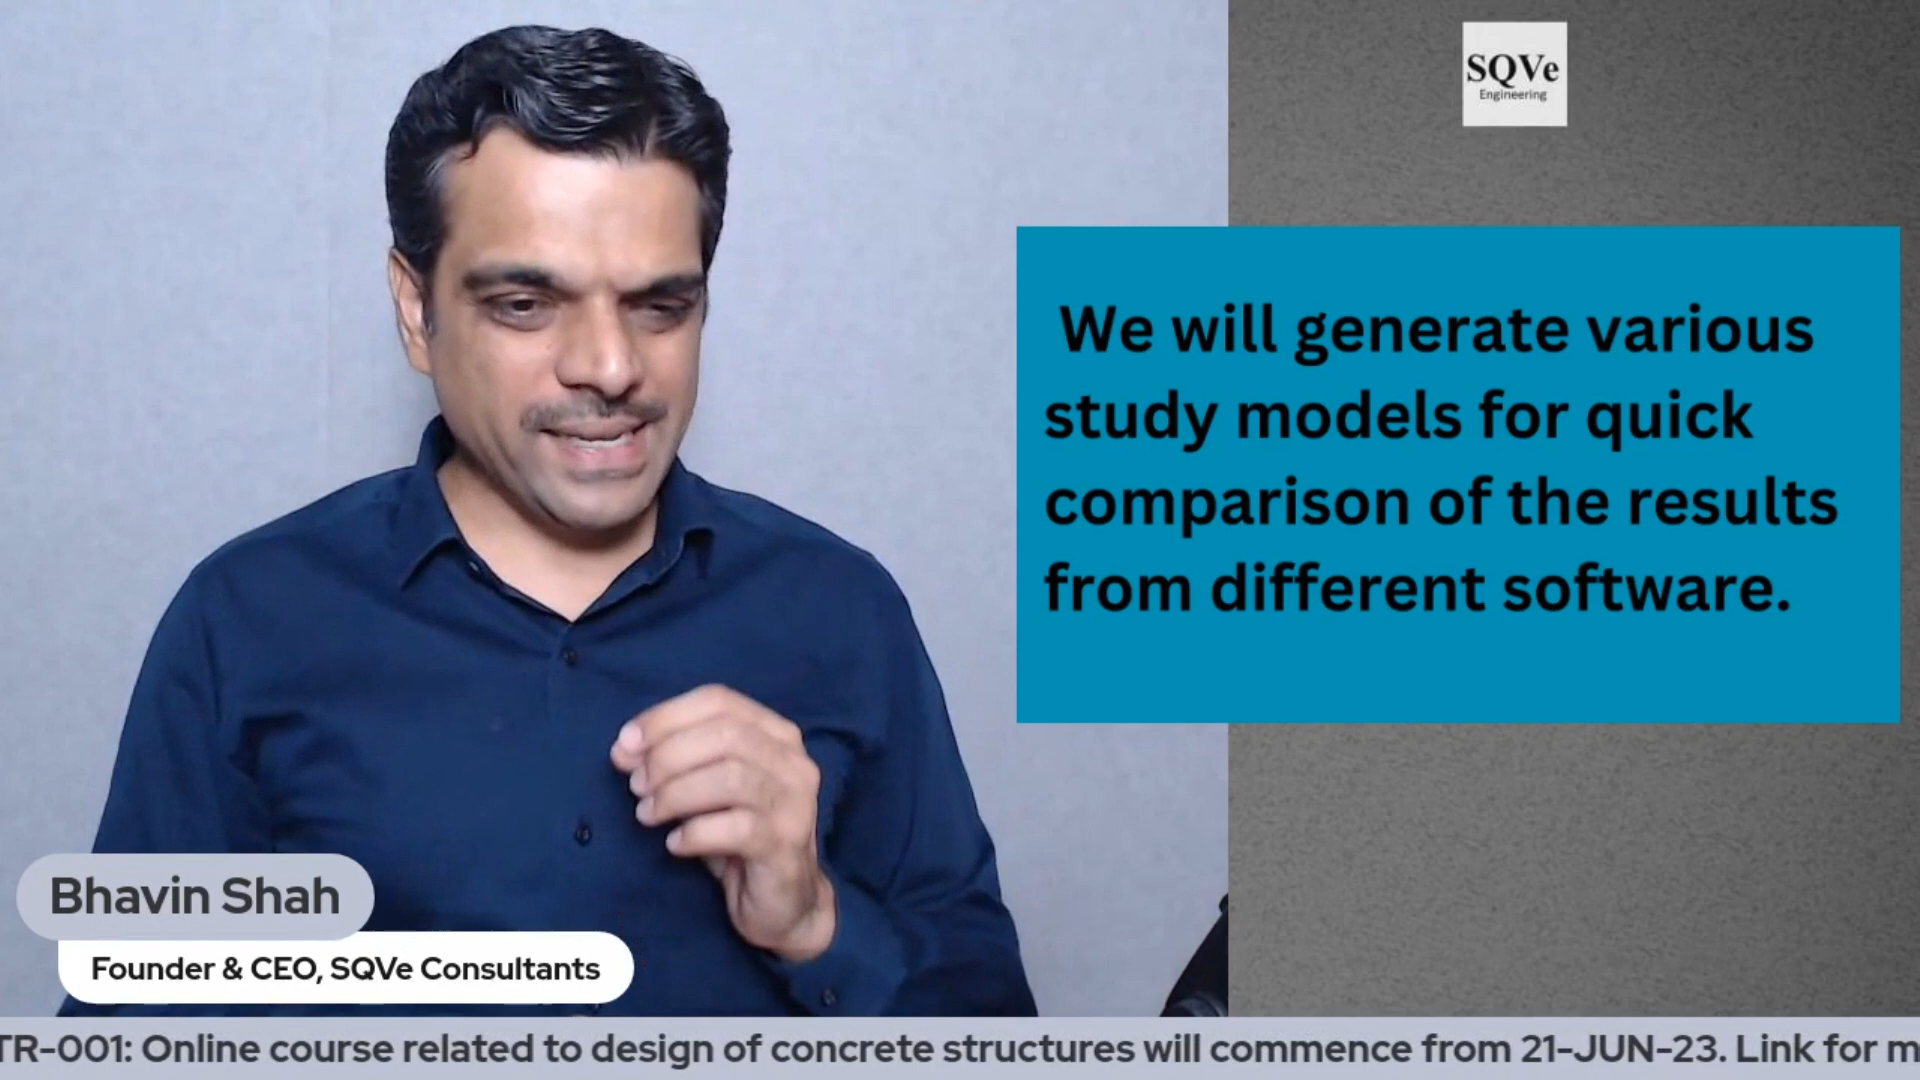 SQVe
Engineering
We will generate various
study models for quick
comparison of the results
from different software.
Bhavin Shah
Founder & CEO, SQVe Consultants
TR-001: Online course related to design of concrete structures will commence from 21-JUN-23. Link for m